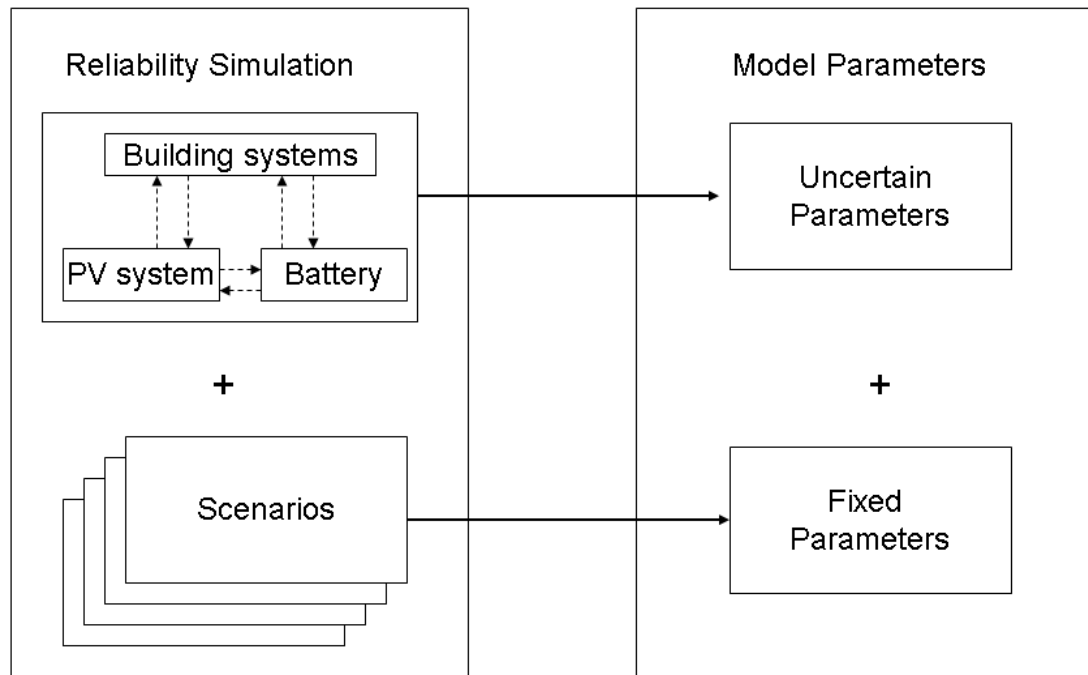 Reliability Simulation
Building systems
PV system
Battery
+
Scenarios
Model Parameters
Uncertain
Parameters
+
Fixed
Parameters